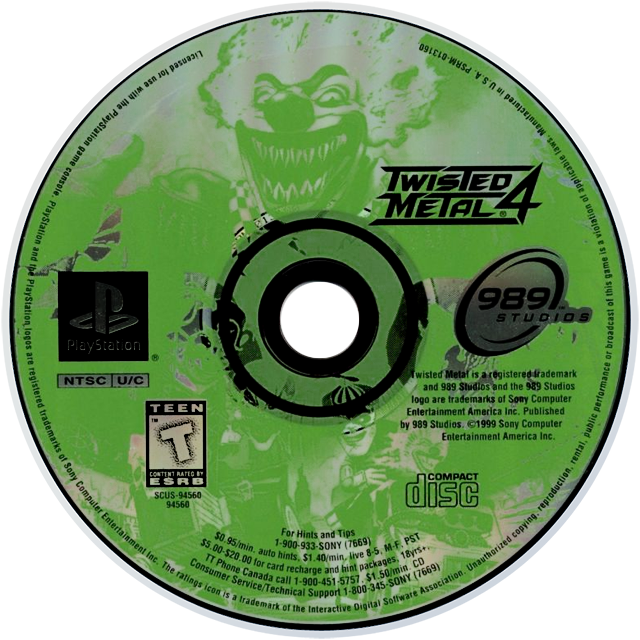 Licensed for use with the PlayStation game console. PlayStation and the PlayStation logos are registered trademarks of Sony Computer Entertainment Inc. The ratings icon is a trademark of the Interactive Digital Software Association. Unauthorized copying, reproduction, rental, public performance or broadcast of this game is a violation of applicable laws. Manufactured in U.S.A. PSRM-013160
TWISTED
METAL® 4
989
STUDIOS
PlayStation®
NTSC U/C
Twisted Metal is a registered trademark
and 989 Studios and the 989 Studios
logo are trademarks of Sony Computer
Entertainment America Inc. Published
by 989 Studios. ©1999 Sony Computer
Entertainment America Inc.
TEEN
T
CONTENT RATED BY
ESRB
SCUS-94560
94560
COMPACT
disc
For Hints and Tips
1-900-933-SONY (7669)
$0.95/min. auto hints, $1.40/min. live 8-5, M-F, PST
$5.00-$20.00 for card recharge and hint packages; 18yrs+.
TT Phone Canada call 1-900-451-5757, $1.50/min. CD
Consumer Service/Technical Support 1-800-345-SONY (7669)